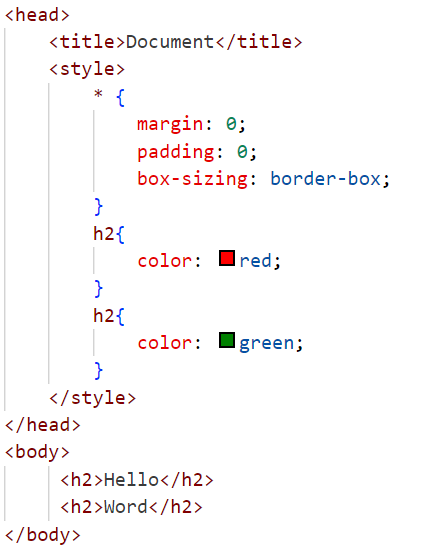 <head>
    <title>Document</title>
    <style>
        * {
            margin: 0;
            padding: 0;
            box-sizing: border-box;
        }
        h2{
            color: red;
        }
        h2{
            color: green;
        }
    </style>
</head>
<body>
     <h2>Hello</h2>
     <h2>Word</h2>
</body>